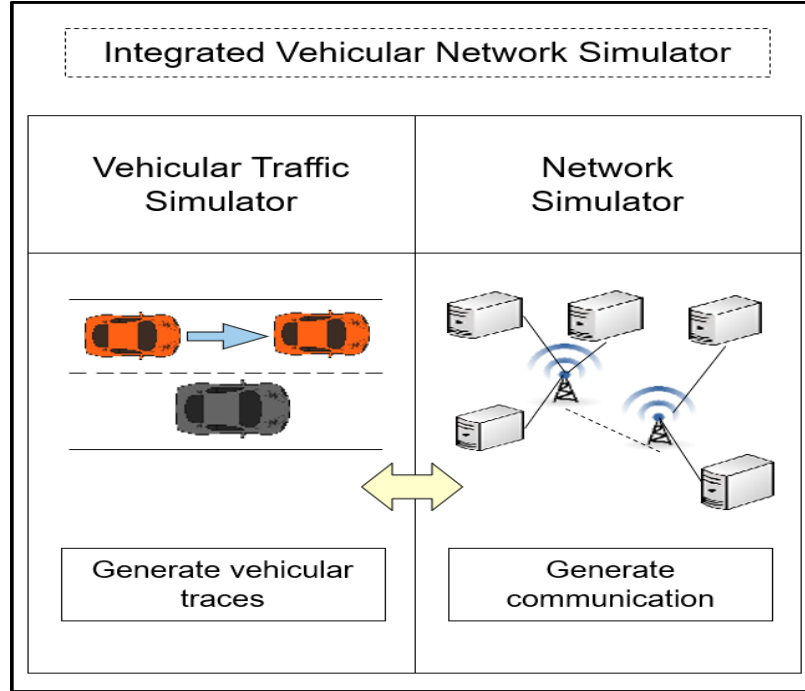 Integrated Vehicular Network Simulator
Vehicular Traffic
Simulator
Network
Simulator
Generate vehicular
traces
Generate
communication